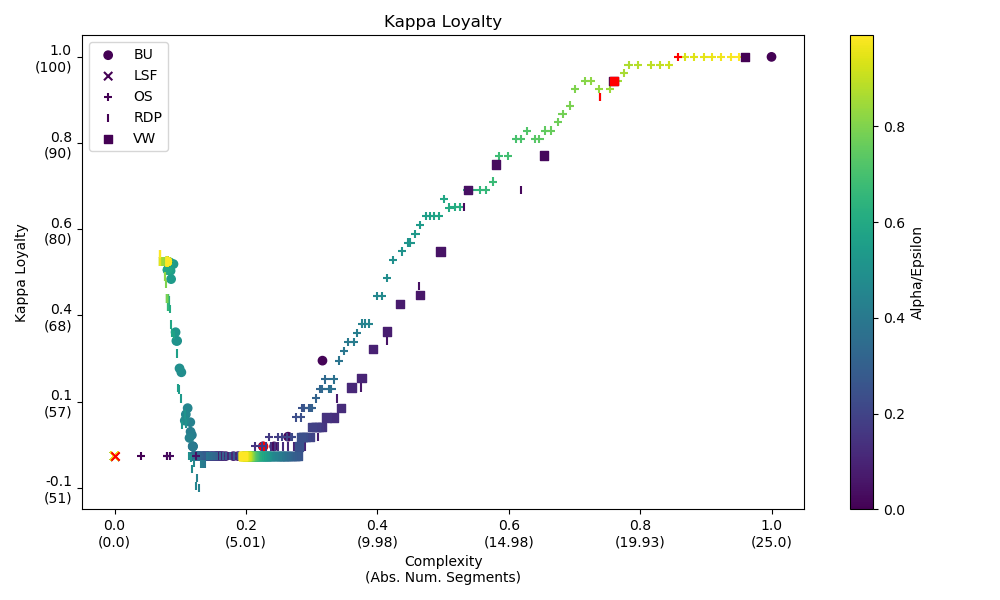 Kappa Loyalty
BU
LSF
OS
RDP
VW
1.0
(100)
0.8
(90)
0.6
(80)
0.4
(68)
0.1
(57)
-0.1
(51)
Kappa Loyalty
0.0
(0.0)
0.2
(5.01)
0.4
(9.98)
0.6
(14.98)
0.8
(19.93)
1.0
(25.0)
Complexity
(Abs. Num. Segments)
0.8
0.6
0.4
0.2
0.0
Alpha/Epsilon